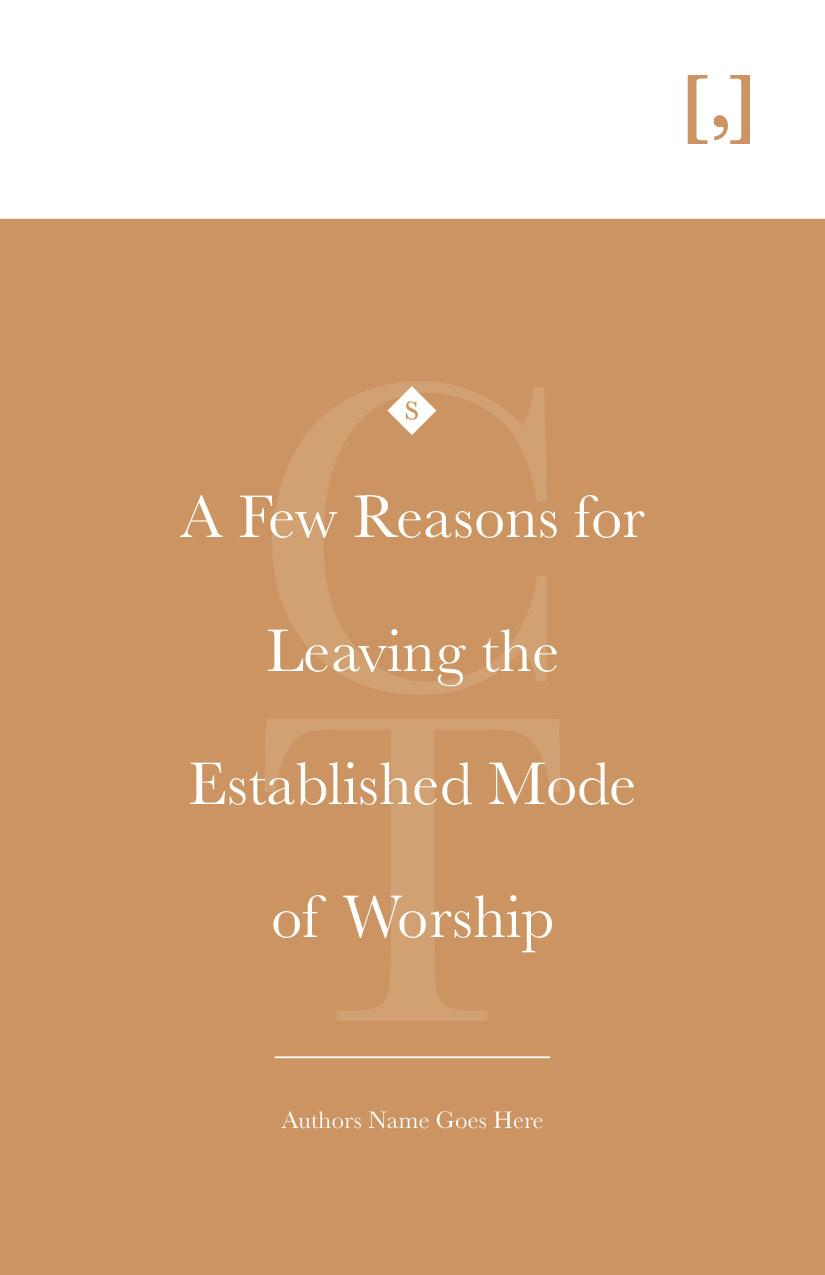 [,]
S
A Few Reasons for
Leaving the
Established Mode
of Worship
C
T
Authors Name Goes Here